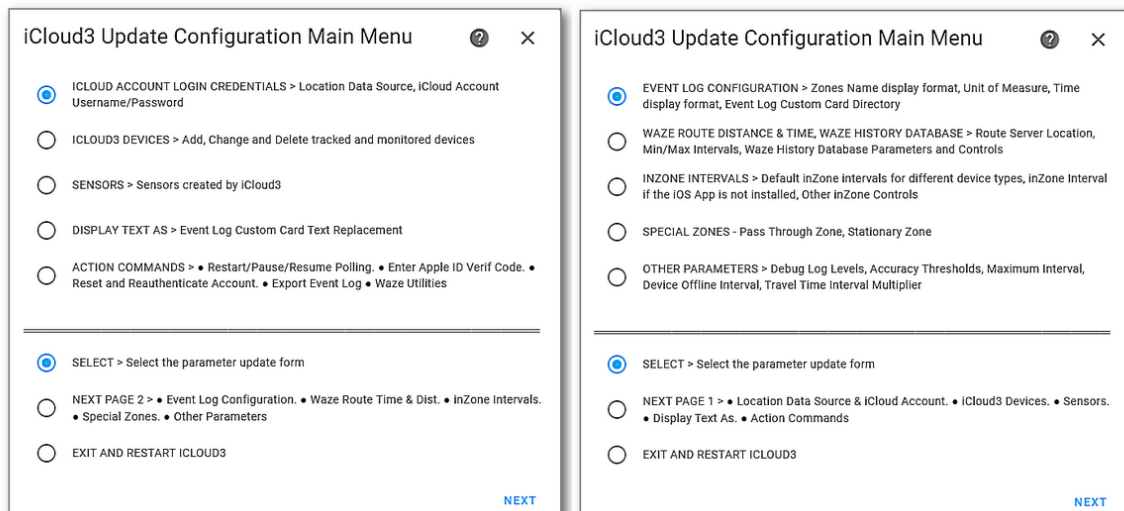 iCloud3 Update Configuration Main Menu
ICLOUD ACCOUNT LOGIN CREDENTIALS > Location Data Source, iCloud Account
Username/Password
ICLOUD3 DEVICES > Add, Change and Delete tracked and monitored devices
SENSORS > Sensors created by iCloud3
DISPLAY TEXT AS > Event Log Custom Card Text Replacement
ACTION COMMANDS > ● Restart/Pause/Resume Polling. ● Enter Apple ID Verif Code. ●
Reset and Reauthenticate Account. ● Export Event Log ● Waze Utilities
SELECT > Select the parameter update form
NEXT PAGE 2 > ● Event Log Configuration. ● Waze Route Time & Dist. ● inZone Intervals.
● Special Zones. ● Other Parameters
EXIT AND RESTART ICLOUD3
NEXT
iCloud3 Update Configuration Main Menu
EVENT LOG CONFIGURATION > Zones Name display format, Unit of Measure, Time
display format, Event Log Custom Card Directory
WAZE ROUTE DISTANCE & TIME, WAZE HISTORY DATABASE > Route Server Location,
Min/Max Intervals, Waze History Database Parameters and Controls
INZONE INTERVALS > Default inZone intervals for different device types, inZone Interval
if the iOS App is not installed, Other inZone Controls
SPECIAL ZONES - Pass Through Zone, Stationary Zone
OTHER PARAMETERS > Debug Log Levels, Accuracy Thresholds, Maximum Interval,
Device Offline Interval, Travel Time Interval Multiplier
SELECT > Select the parameter update form
NEXT PAGE 1 > ● Location Data Source & iCloud Account. ● iCloud3 Devices. ● Sensors.
● Display Text As. ● Action Commands
EXIT AND RESTART ICLOUD3
NEXT